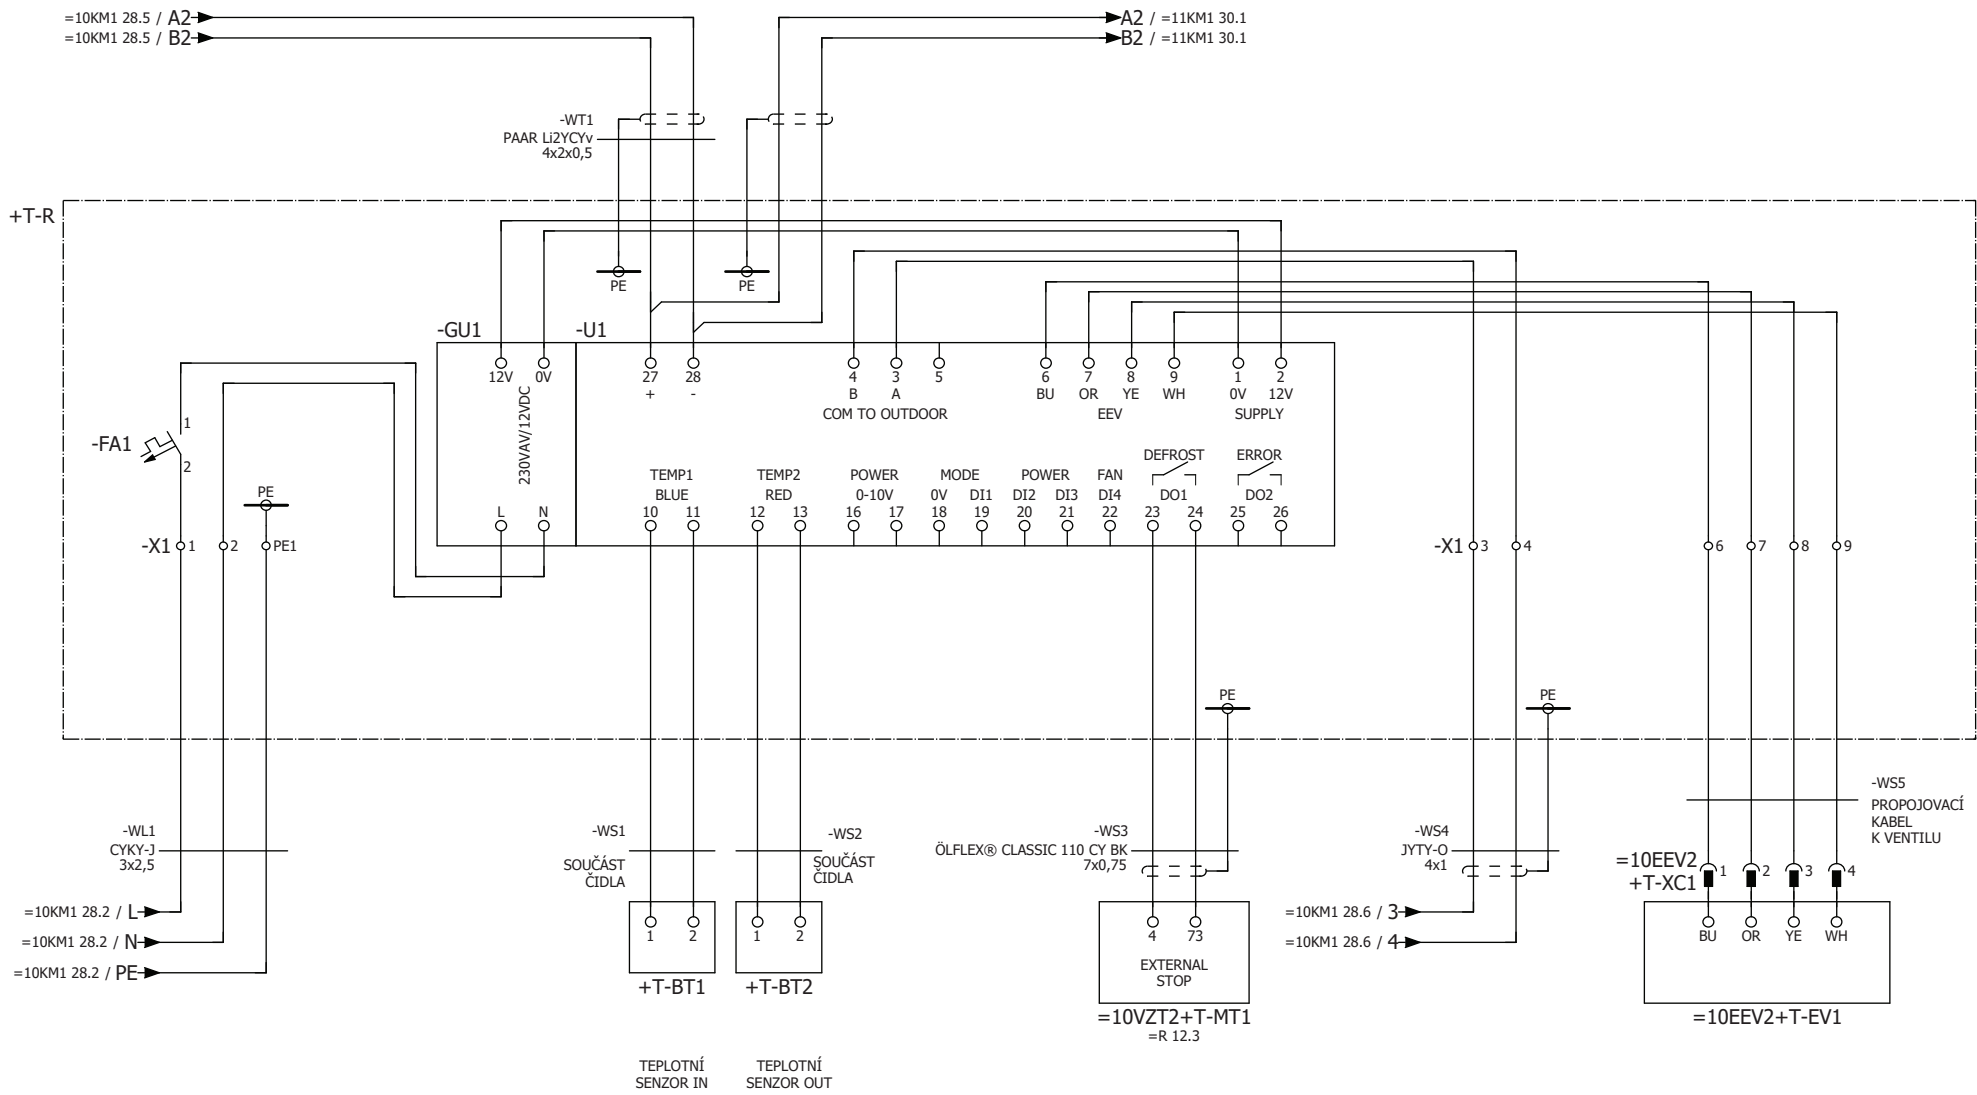 =10KM1 28.5 / A2
=10KM1 28.5 / B2
A2 / =11KM1 30.1
B2 / =11KM1 30.1
-WT1
PAAR Li2YCYv
4x2x0,5
+T-R
PE
PE
-GU1
-U1
12V
0V
230VAV/12VDC
L
N
27
+
28
-
4
B
3
A
5
COM TO OUTDOOR
6
BU
7
OR
8
YE
9
WH
EEV
1
0V
2
12V
SUPPLY
TEMP1
BLUE
10
11
TEMP2
RED
12
13
POWER
0-10V
16
17
MODE
0V
DI1
18
19
POWER
DI2
DI3
20
21
FAN
DI4
22
DEFROST
DO1
23
24
ERROR
DO2
25
26
-FA1
1
2
PE
-X1
1
2
PE1
-X1
3
4
6
7
8
9
PE
PE
-WL1
CYKY-J
3x2,5
-WS1
SOUČÁST
ČIDLA
-WS2
SOUČÁST
ČIDLA
-WS3
ÖLFLEX® CLASSIC 110 CY BK
7x0,75
-WS4
JYTY-O
4x1
-WS5
PROPOJOVACÍ
KABEL
K VENTILU
=10EEV2
+T-XC1
1
2
3
4
=10KM1 28.2 / L
=10KM1 28.2 / N
=10KM1 28.2 / PE
1
2
+T-BT1
1
2
+T-BT2
4
73
EXTERNAL
STOP
=10VZT2+T-MT1
=R 12.3
=10KM1 28.6 / 3
=10KM1 28.6 / 4
BU
OR
YE
WH
=10EEV2+T-EV1
TEPLOTNÍ
SENZOR IN
TEPLOTNÍ
SENZOR OUT